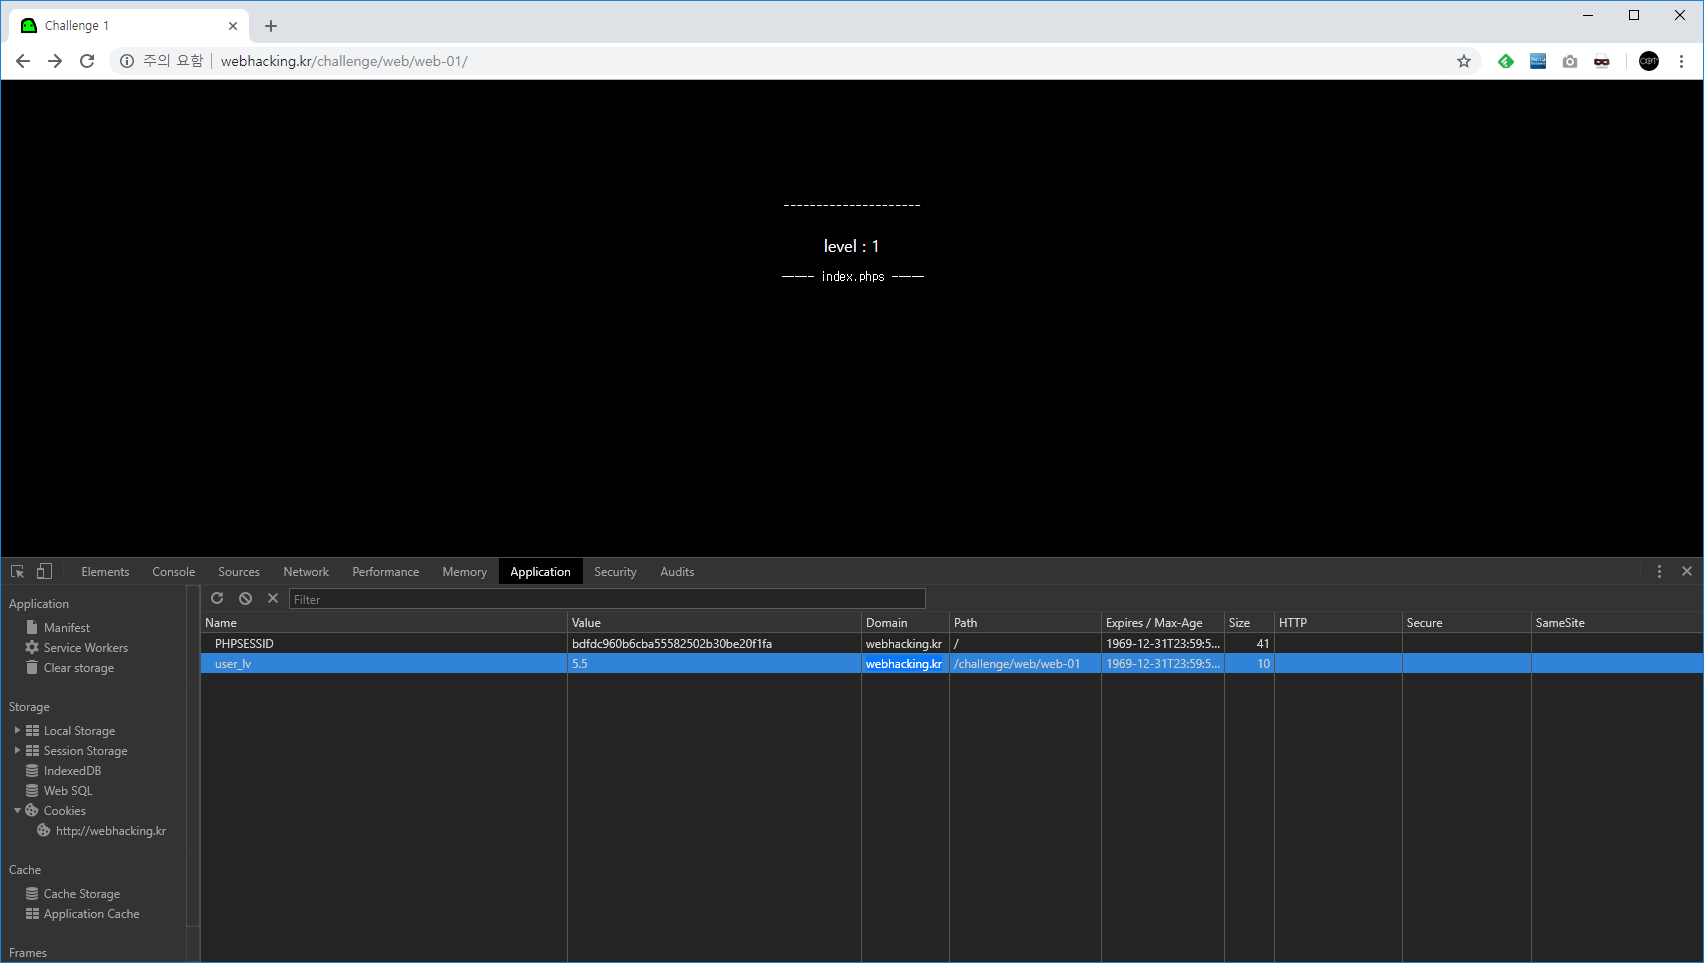 Challenge 1
주의 요함 | webhacking.kr/challenge/web/web-01/
---------------------
level : 1
----- index.phps -----
Elements Console Sources Network Performance Memory Application Security Audits
Application
Manifest
Service Workers
Clear storage
Storage
Local Storage
Session Storage
IndexedDB
Web SQL
Cookies
http://webhacking.kr
Cache
Cache Storage
Application Cache
Frames
Filter
Name Value Domain Path Expires / Max-Age Size HTTP Secure SameSite
PHPSESSID bdfdc960b6cba55582502b30be20f1fa webhacking.kr / 1969-12-31T23:59:5... 41
user_lv 5.5 webhacking.kr /challenge/web/web-01 1969-12-31T23:59:5... 10